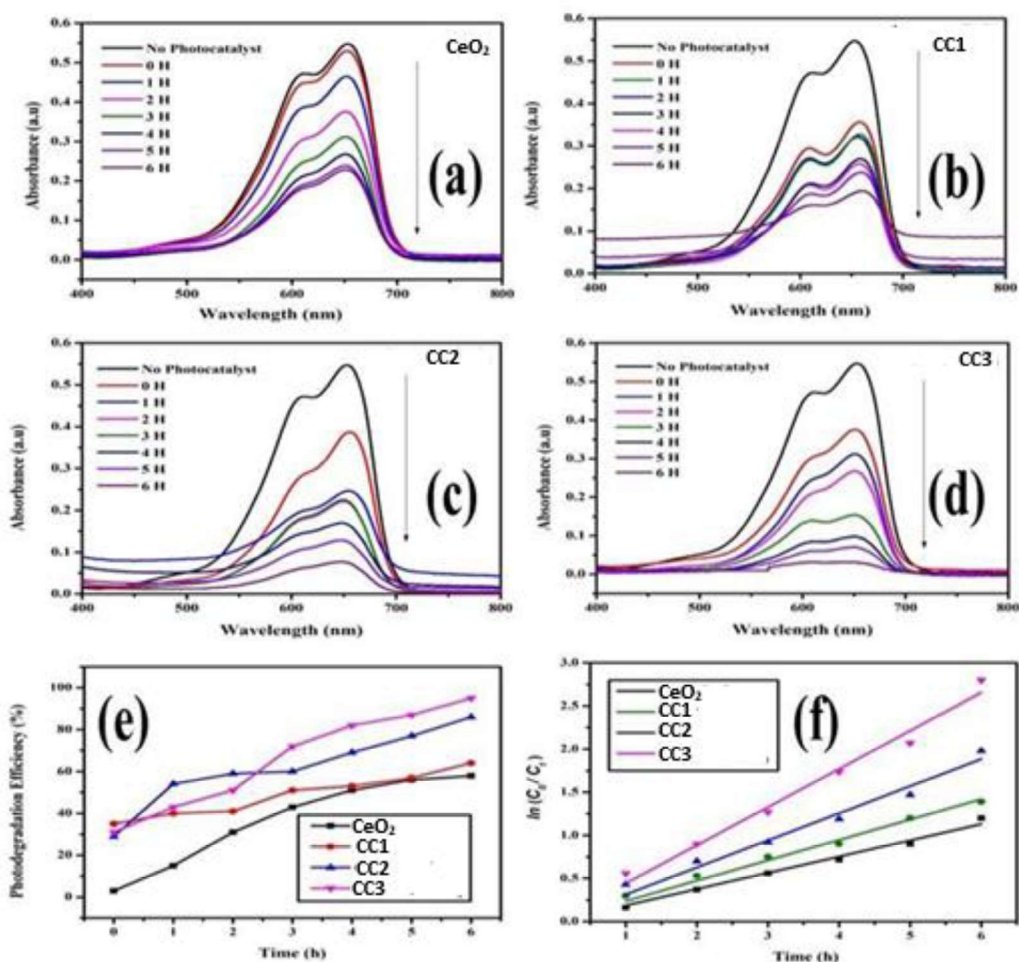 0.6
0.5
0.4
0.3
0.2
0.1
0.0
Absorbance (a.u)
No Photocatalyst
0 H
1 H
2 H
3 H
4 H
5 H
6 H
CeO2
(a)
400 500 600 700 800
Wavelength (nm)
0.6
0.5
0.4
0.3
0.2
0.1
0.0
Absorbance (a.u)
No Photocatalyst
0 H
1 H
2 H
3 H
4 H
5 H
6 H
CC1
(b)
400 500 600 700 800
Wavelength (nm)
0.6
0.5
0.4
0.3
0.2
0.1
0.0
Absorbance (a.u)
No Photocatalyst
0 H
1 H
2 H
3 H
4 H
5 H
6 H
CC2
(c)
400 500 600 700 800
Wavelength (nm)
0.6
0.5
0.4
0.3
0.2
0.1
0.0
Absorbance (a.u)
No Photocatalyst
0 H
1 H
2 H
3 H
4 H
5 H
6 H
CC3
(d)
400 500 600 700 800
Wavelength (nm)
100
80
60
40
20
0
Photodegradation Efficiency (%)
(e)
CeO2
CC1
CC2
CC3
0 1 2 3 4 5 6
Time (h)
3.0
2.5
2.0
1.5
1.0
0.5
0.0
CeO2
CC1
CC2
CC3
(f)
1 2 3 4 5 6
Time (h)